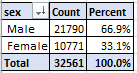 sex Count Percent
Male 21790 66.9%
Female 10771 33.1%
Total 32561 100.0%